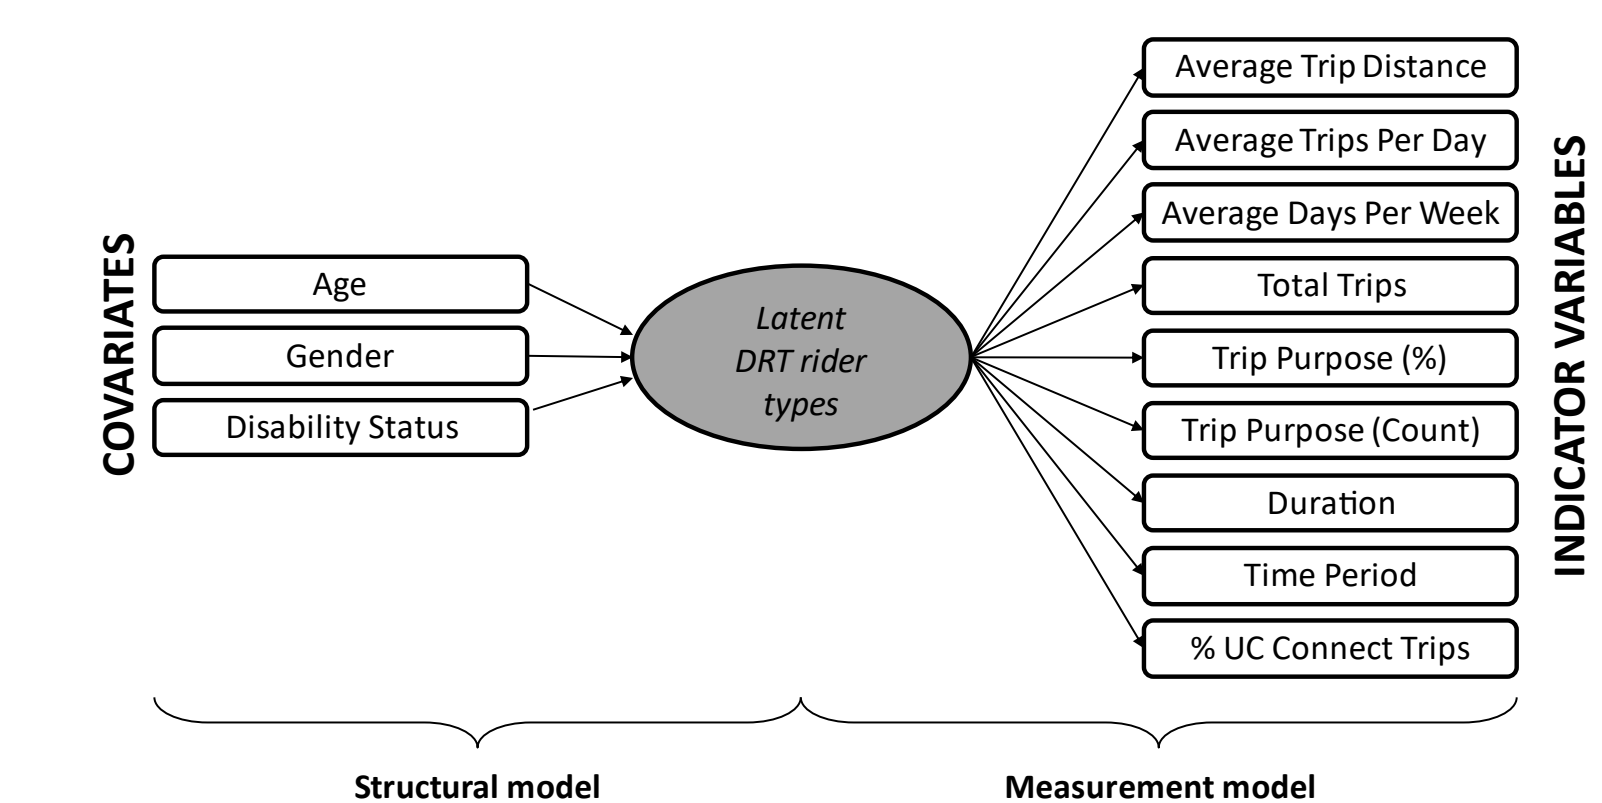 COVARIATES
Age
Gender
Disability Status
Latent
DRT rider
types
Average Trip Distance
Average Trips Per Day
Average Days Per Week
Total Trips
Trip Purpose (%)
Trip Purpose (Count)
Duration
Time Period
% UC Connect Trips
INDICATOR VARIABLES
Structural model
Measurement model